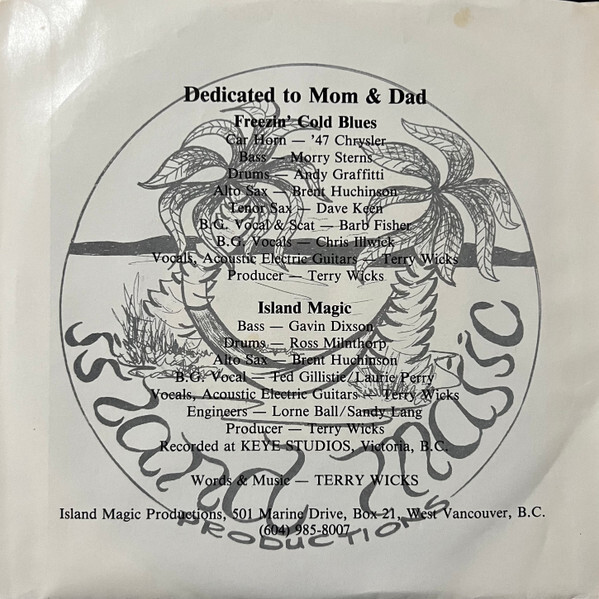 Dedicated to Mom & Dad
Freezin' Cold Blues
Car Horn — '47 Chrysler
Bass — Morry Sterns
Drums — Andy Graffitti
Alto Sax — Brent Huchinson
Tenor Sax — Dave Keen
B.G. Vocal & Scat — Barb Fisher
B.G. Vocals — Chris Illwick
Vocals, Acoustic Electric Guitars — Terry Wicks
Producer — Terry Wicks
Island Magic
Bass — Gavin Dixson
Drums — Ross Milnthorp
Alto Sax — Brent Huchinson
B.G. Vocal — Ted Gillistie/Laurie Perry
Vocals, Acoustic Electric Guitars — Terry Wicks
Engineers — Lorne Ball/Sandy Lang
Producer — Terry Wicks
Recorded at KEYE STUDIOS, Victoria, B.C.
Words & Music — TERRY WICKS
Island Magic Productions, 501 Marine Drive, Box 21, West Vancouver, B.C.
(604) 985-8007
island magic
PRODUCTIONS